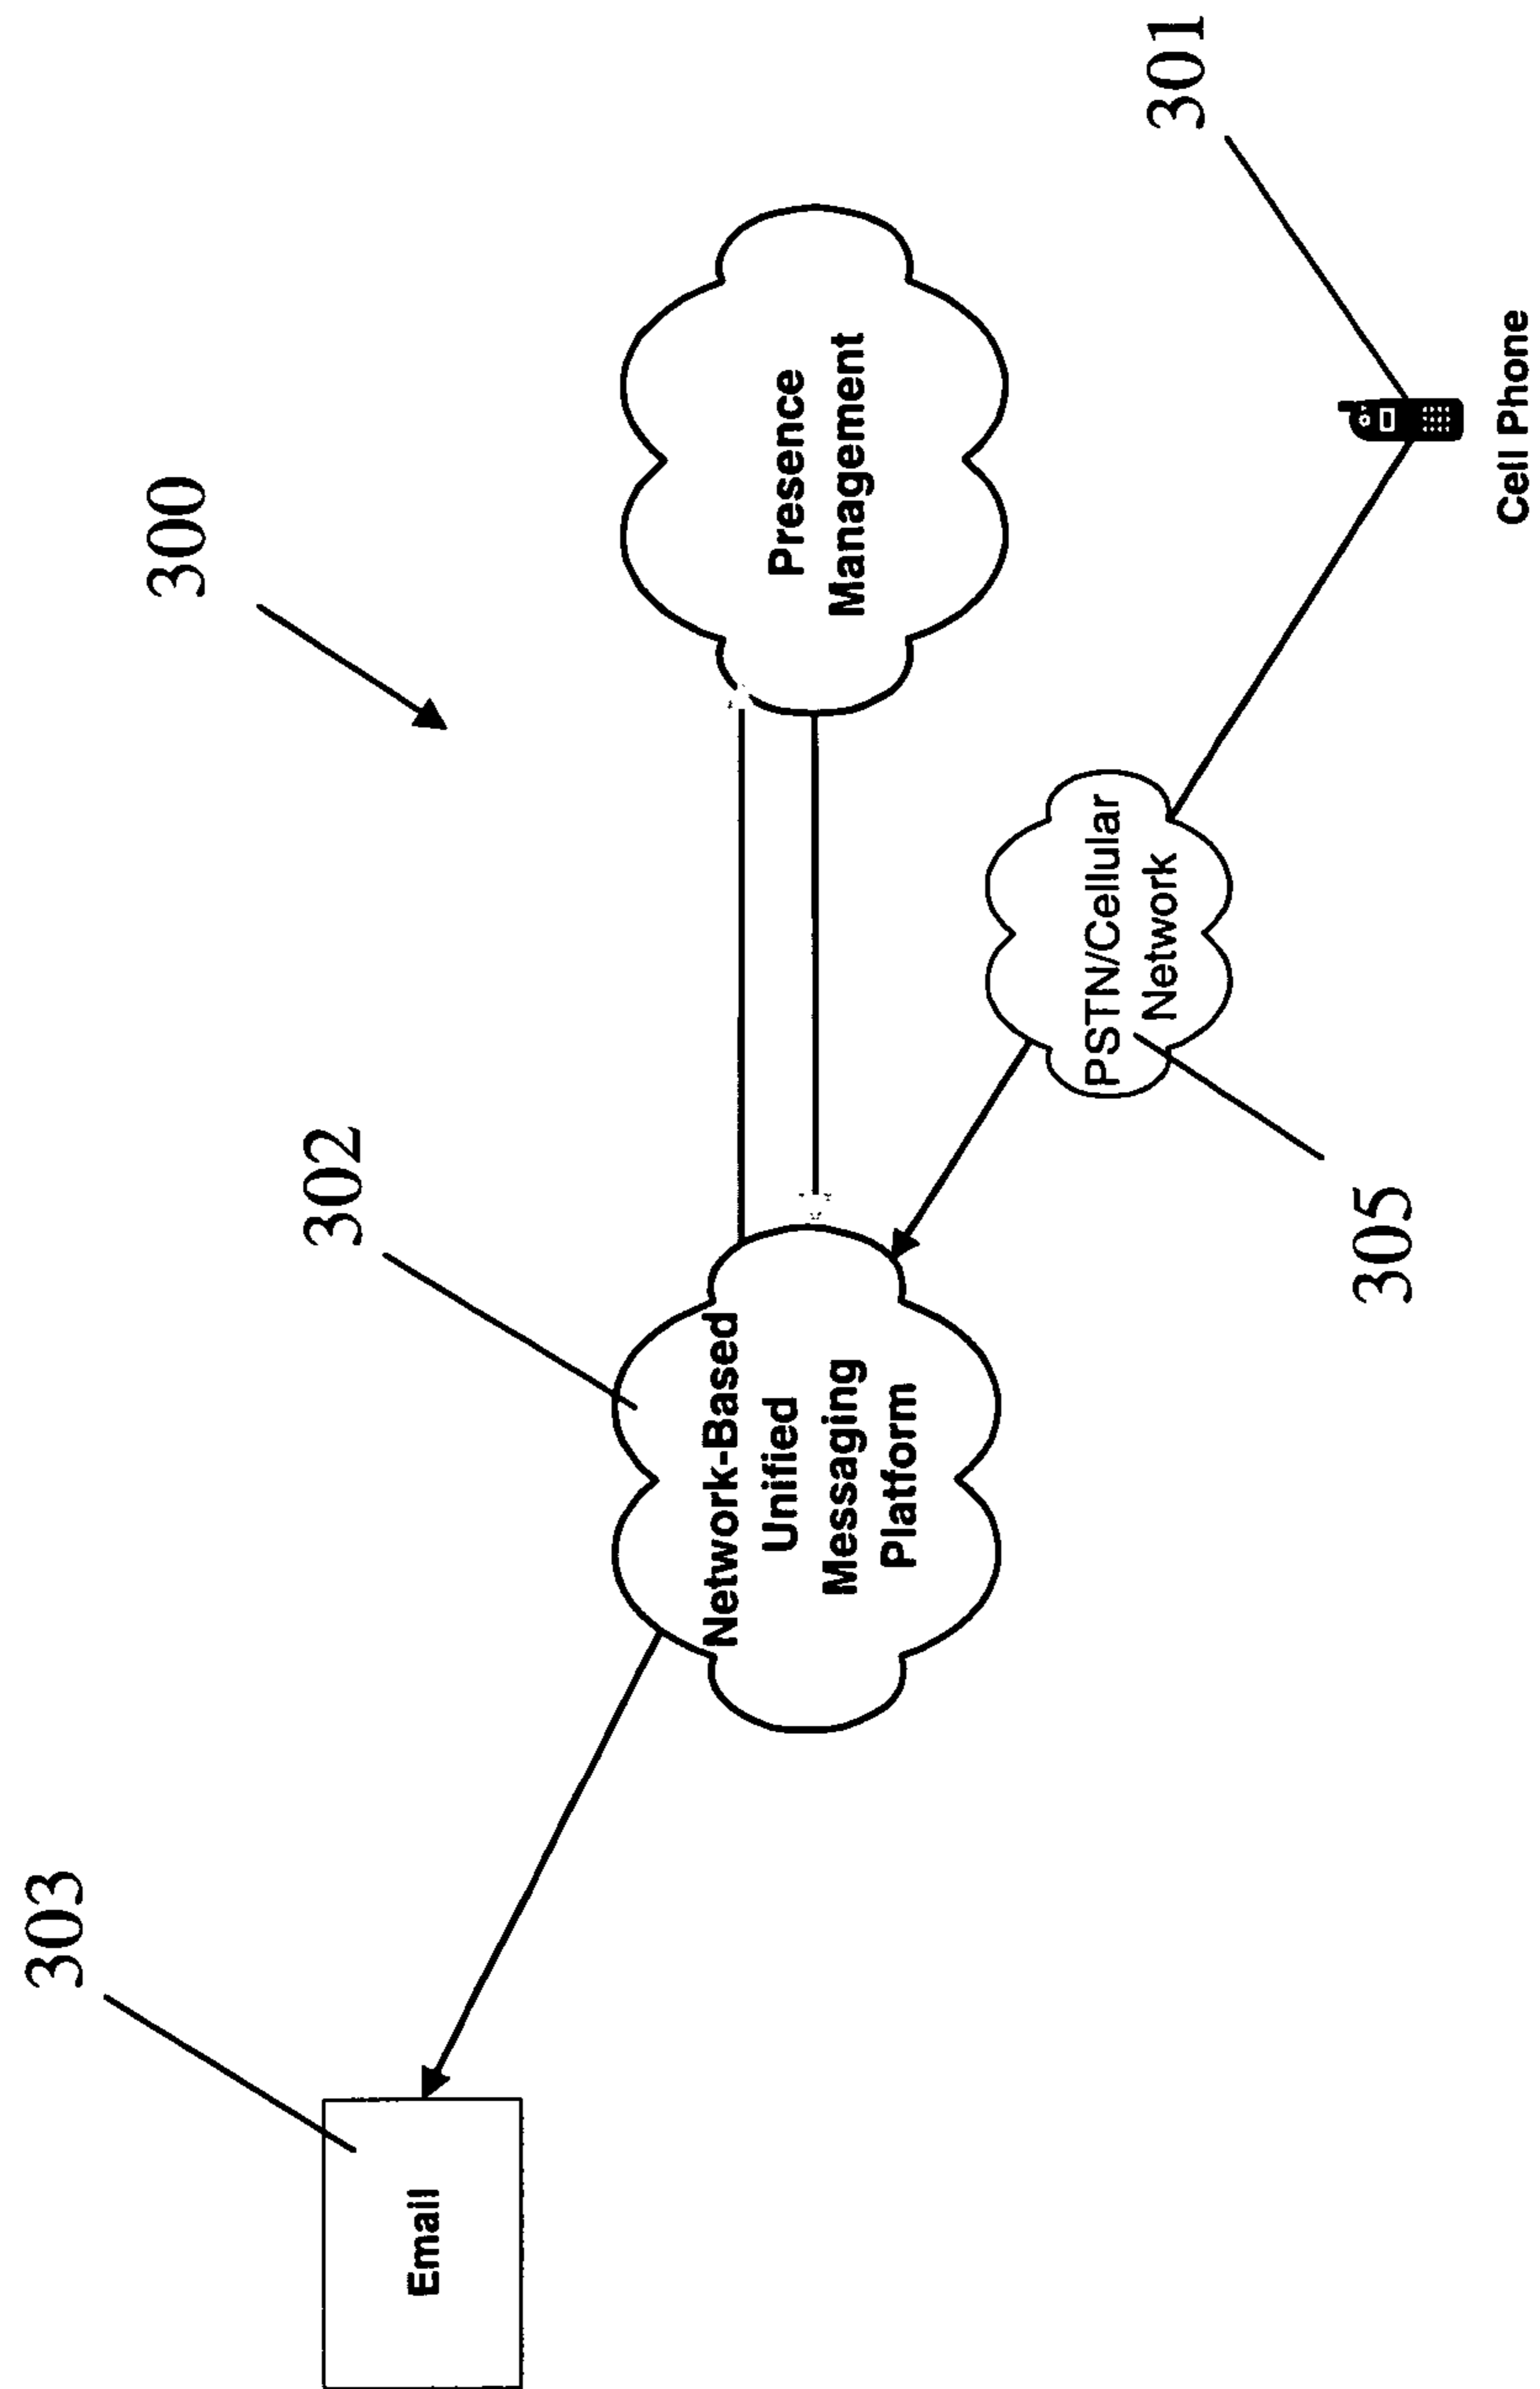 303
302
300
301
Email
Network-Based
Unified
Messaging
Platform
Presence
Management
PSTN/Cellular
Network
305
Cell Phone